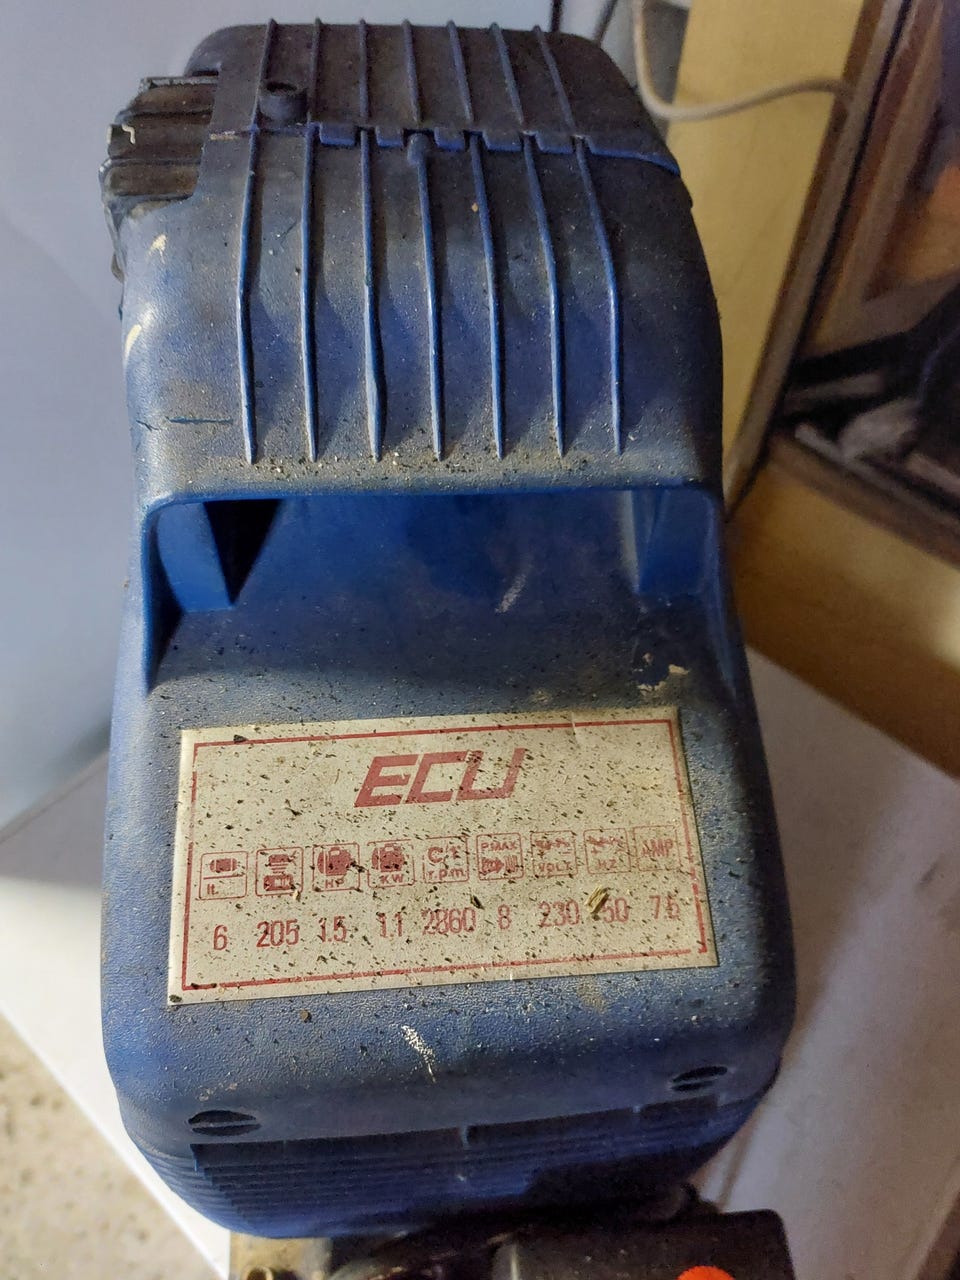 ECU
lt. HP KW r.p.m PMAX VOLT HZ AMP
6 205 1.5 1.1 2860 8 230 50 7.5